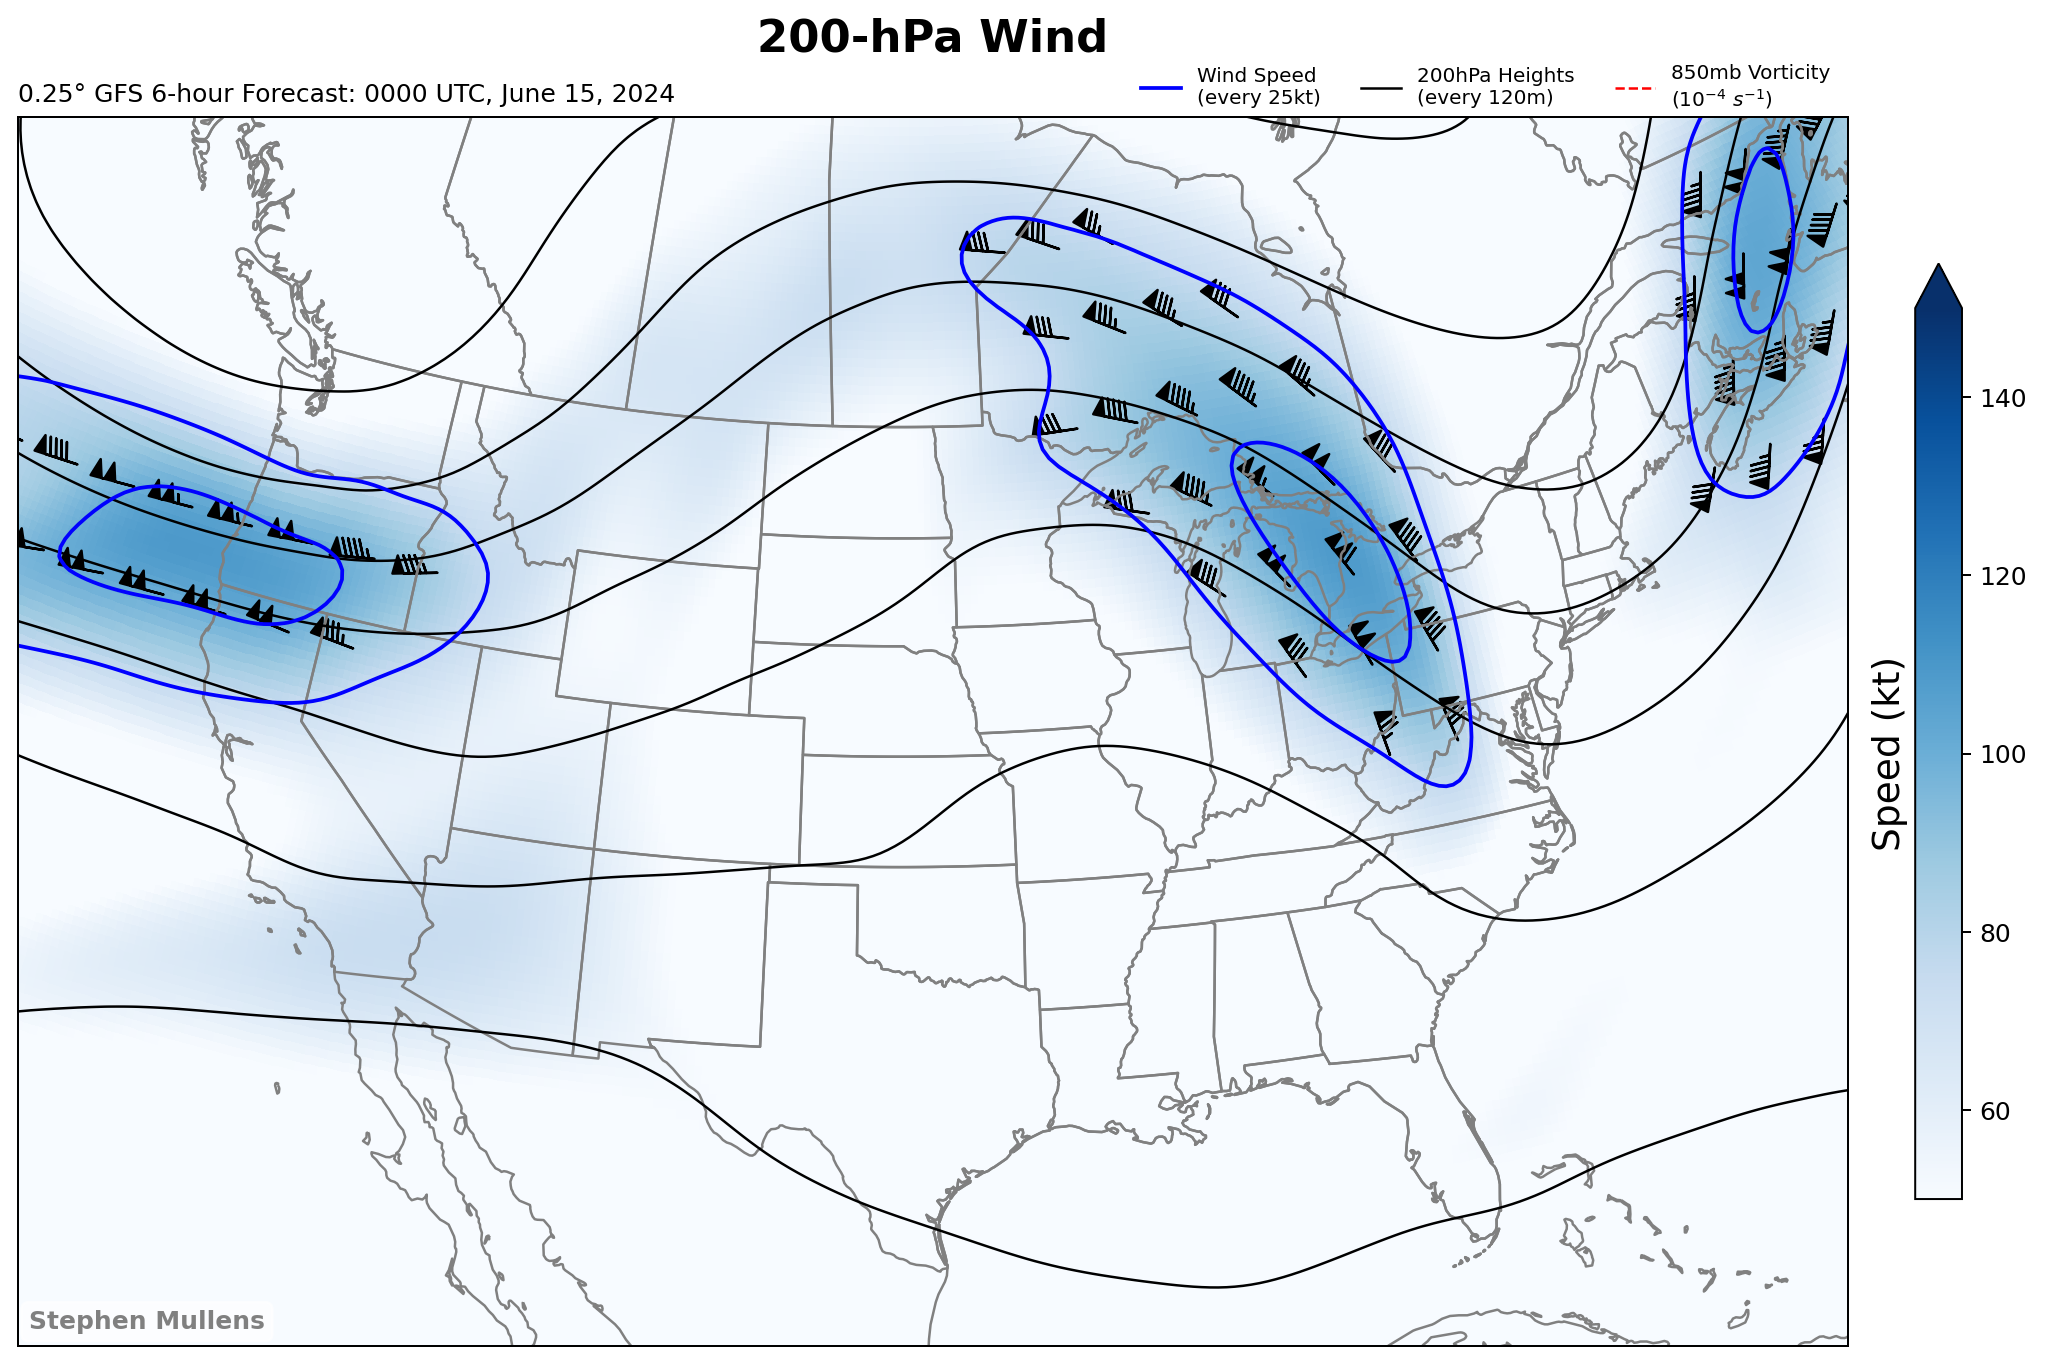 200-hPa Wind
0.25° GFS 6-hour Forecast: 0000 UTC, June 15, 2024
Wind Speed
(every 25kt)
200hPa Heights
(every 120m)
850mb Vorticity
(10⁻⁴ s⁻¹)
140
120
100
80
60
Speed (kt)
Stephen Mullens